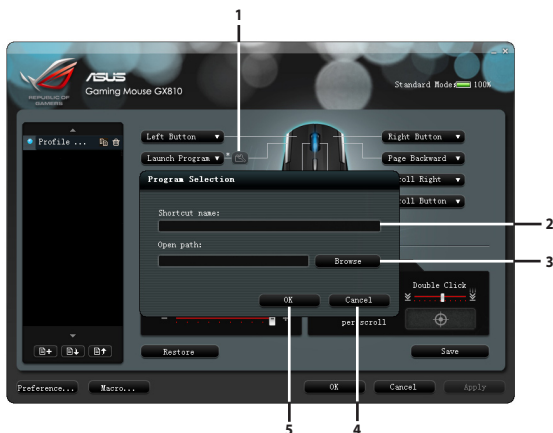 1
ASUS
Gaming Mouse GX810
REPUBLIC OF
GAMERS
Standard Mode 100%
Profile ...
Left Button
Right Button
Launch Program
Page Backward
Program Selection
roll Right
Shortcut name:
roll Button
2
Open path:
Browse
3
Double Click
OK
Cancel
per scroll
Restore
Save
Preference...
Macro...
OK
Cancel
Apply
5
4